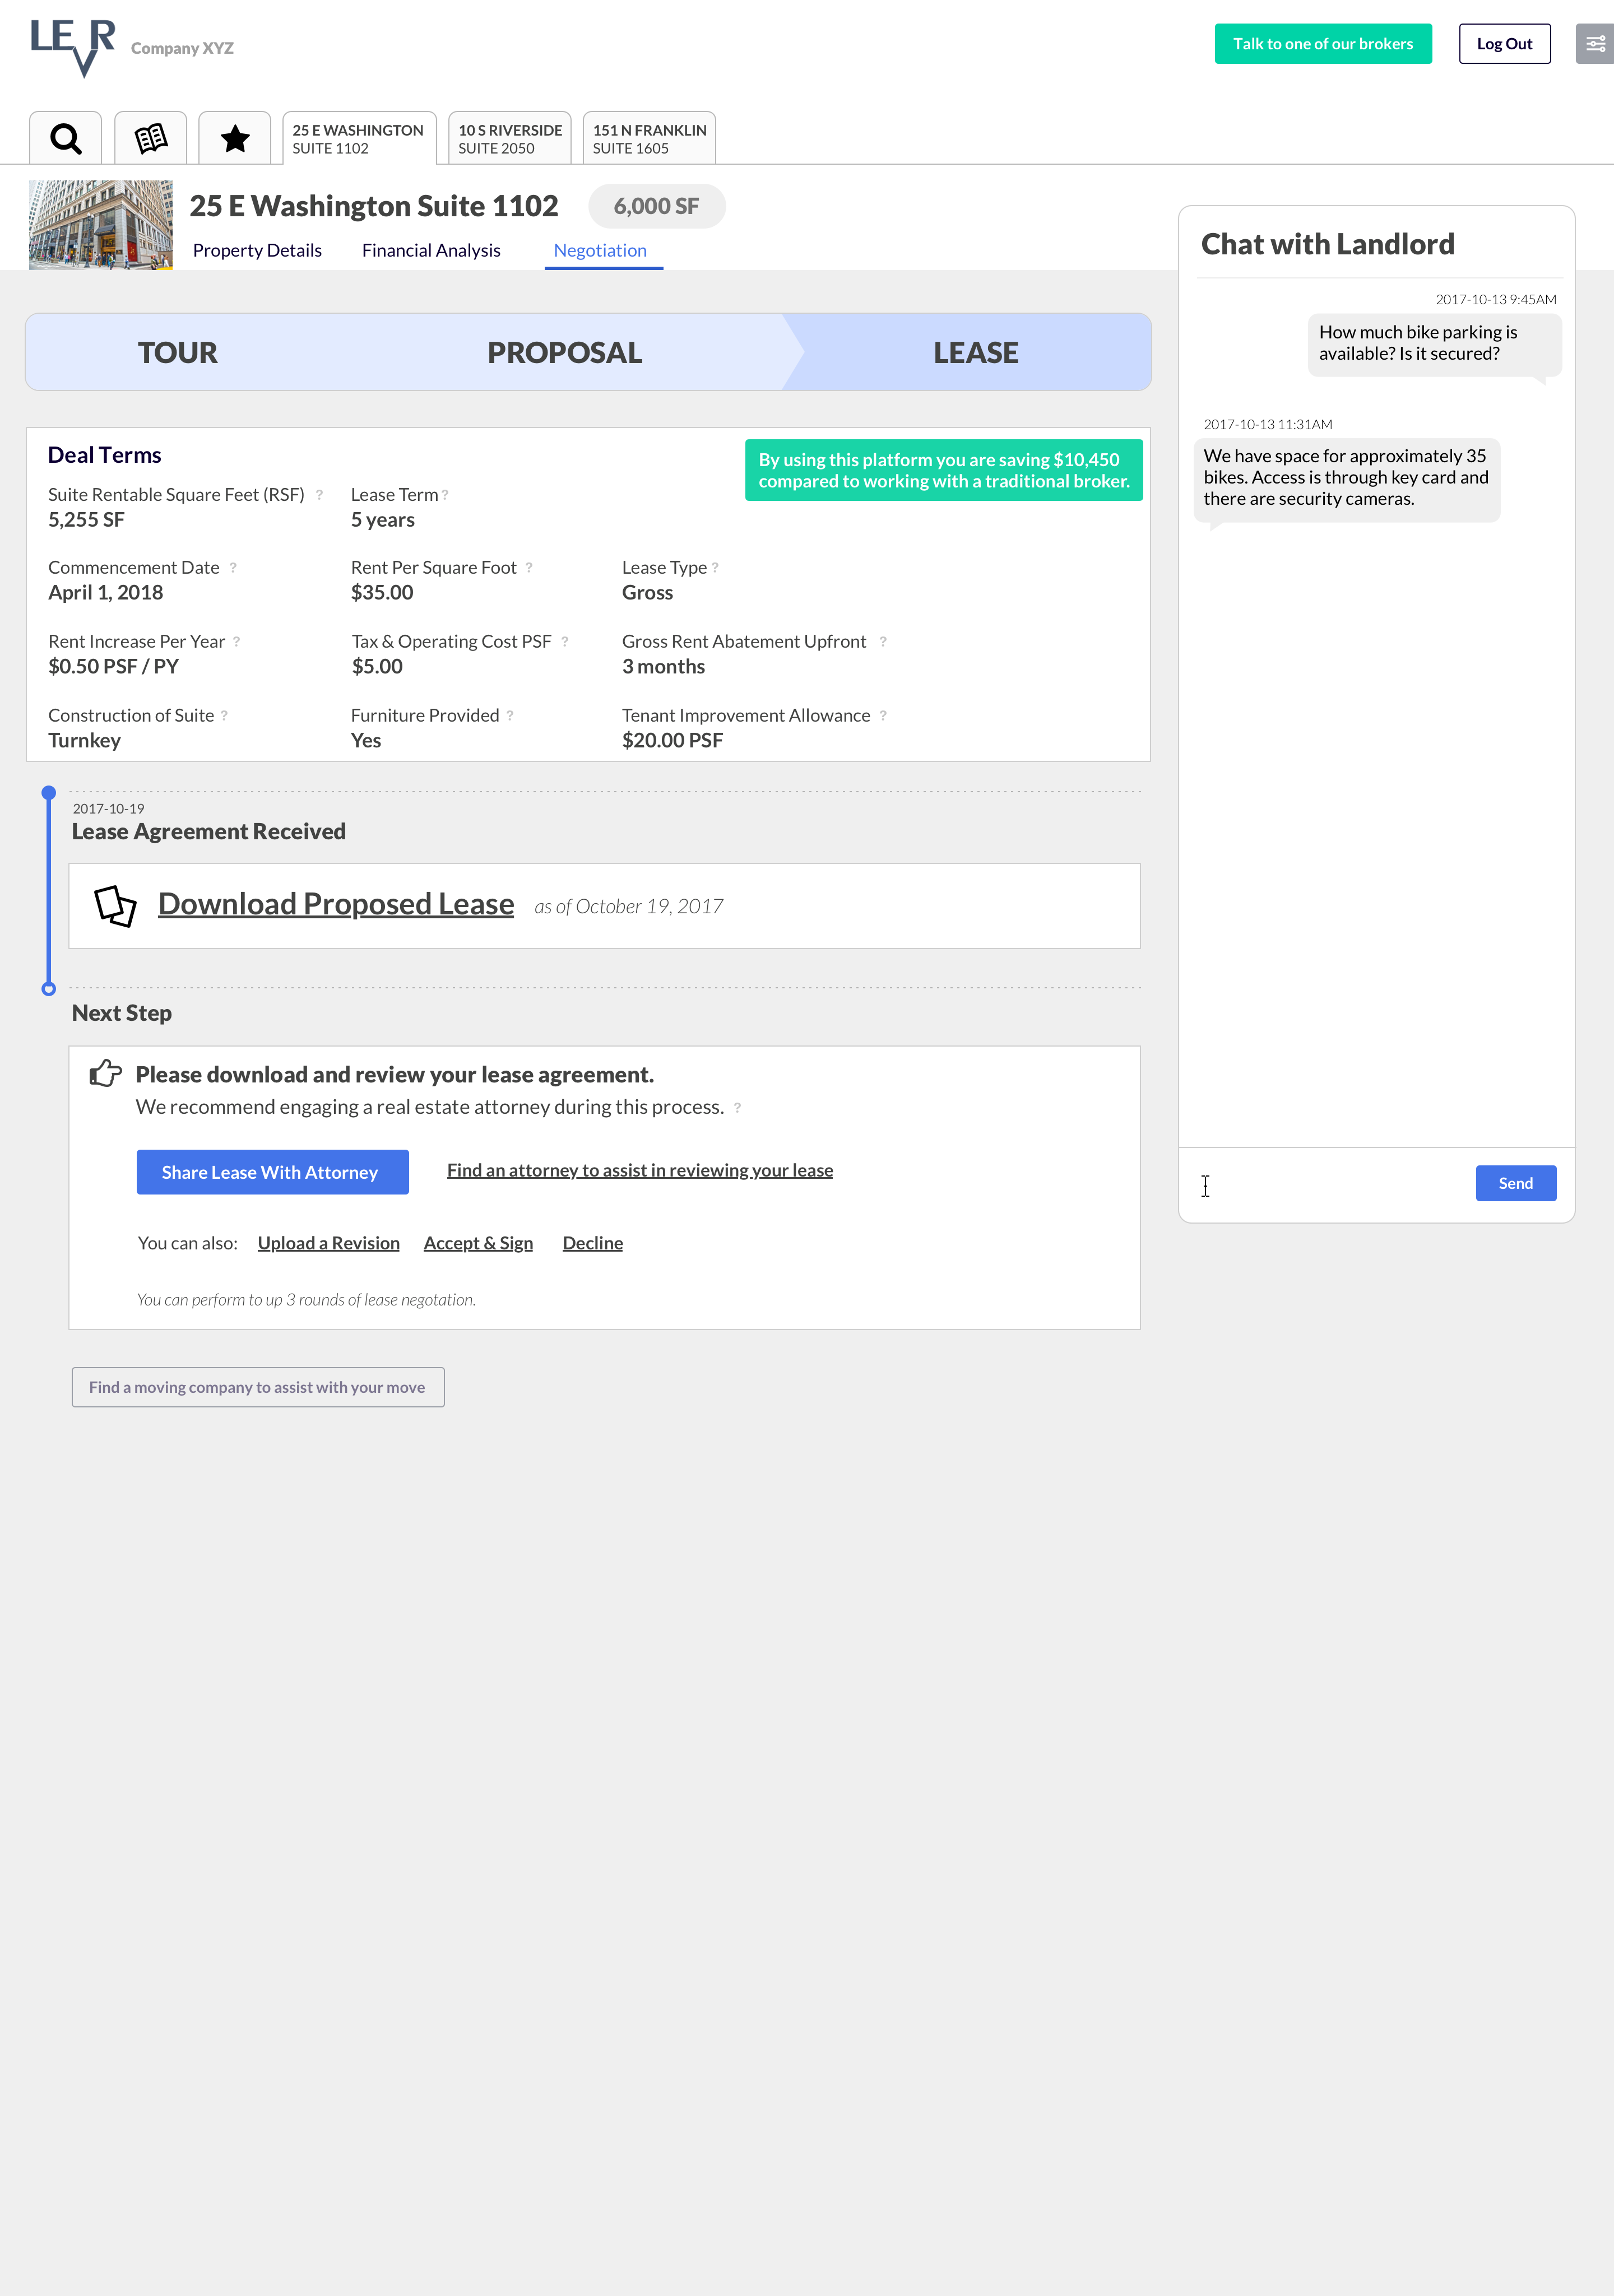 LEVR
Company XYZ
Talk to one of our brokers
Log Out
25 E WASHINGTON
SUITE 1102
10 S RIVERSIDE
SUITE 2050
151 N FRANKLIN
SUITE 1605
25 E Washington Suite 1102
6,000 SF
Property Details
Financial Analysis
Negotiation
TOUR
PROPOSAL
LEASE
Deal Terms
By using this platform you are saving $10,450
compared to working with a traditional broker.
Suite Rentable Square Feet (RSF) ?
5,255 SF
Lease Term ?
5 years
Commencement Date ?
April 1, 2018
Rent Per Square Foot ?
$35.00
Lease Type ?
Gross
Rent Increase Per Year ?
$0.50 PSF / PY
Tax & Operating Cost PSF ?
$5.00
Gross Rent Abatement Upfront ?
3 months
Construction of Suite ?
Turnkey
Furniture Provided ?
Yes
Tenant Improvement Allowance ?
$20.00 PSF
2017-10-19
Lease Agreement Received
Download Proposed Lease as of October 19, 2017
Next Step
Please download and review your lease agreement.
We recommend engaging a real estate attorney during this process. ?
Share Lease With Attorney
Find an attorney to assist in reviewing your lease
You can also: Upload a Revision Accept & Sign Decline
You can perform to up 3 rounds of lease negotation.
Find a moving company to assist with your move
Chat with Landlord
2017-10-13 9:45AM
How much bike parking is
available? Is it secured?
2017-10-13 11:31AM
We have space for approximately 35
bikes. Access is through key card and
there are security cameras.
Send